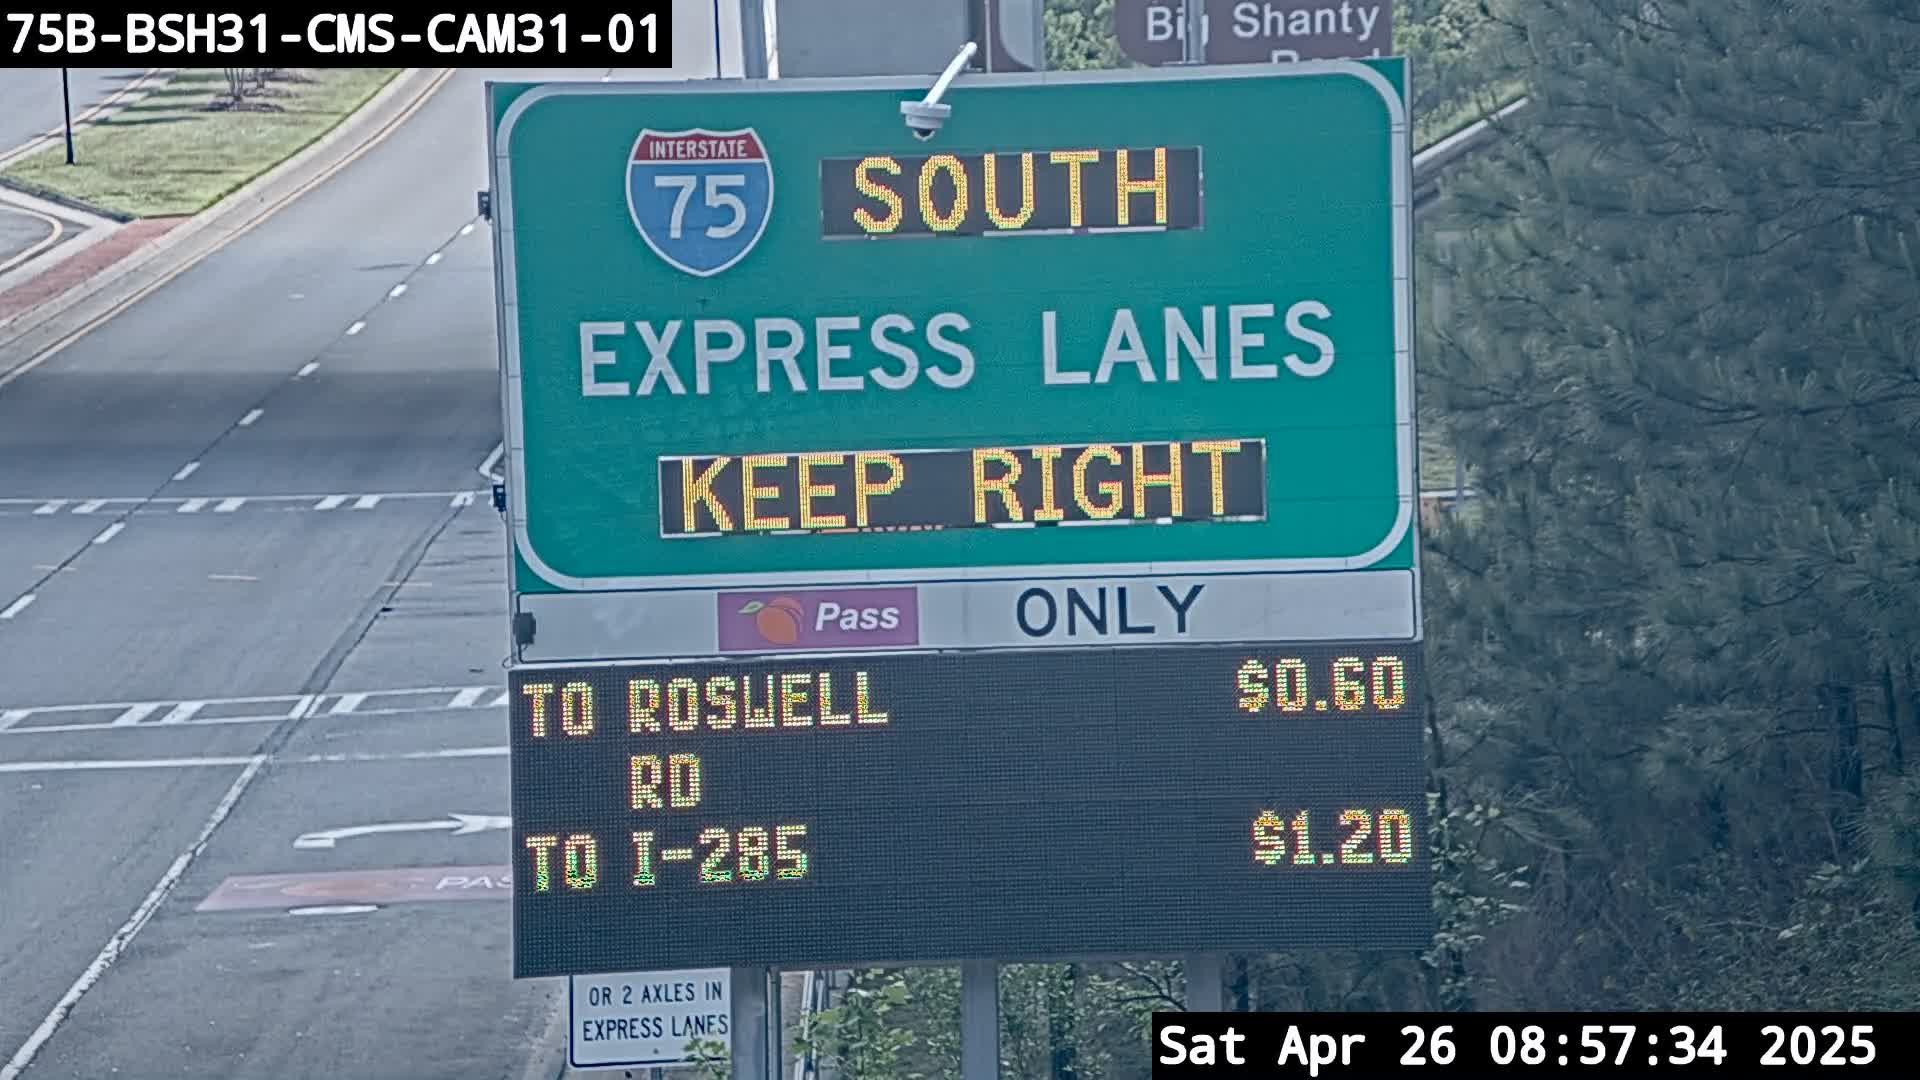 75B-BSH31-CMS-CAM31-01
Big Shanty
INTERSTATE
75
SOUTH
EXPRESS LANES
KEEP RIGHT
Pass
ONLY
TO ROSWELL $0.60
RD
TO I-285 $1.20
OR 2 AXLES IN
EXPRESS LANES
Sat Apr 26 08:57:34 2025